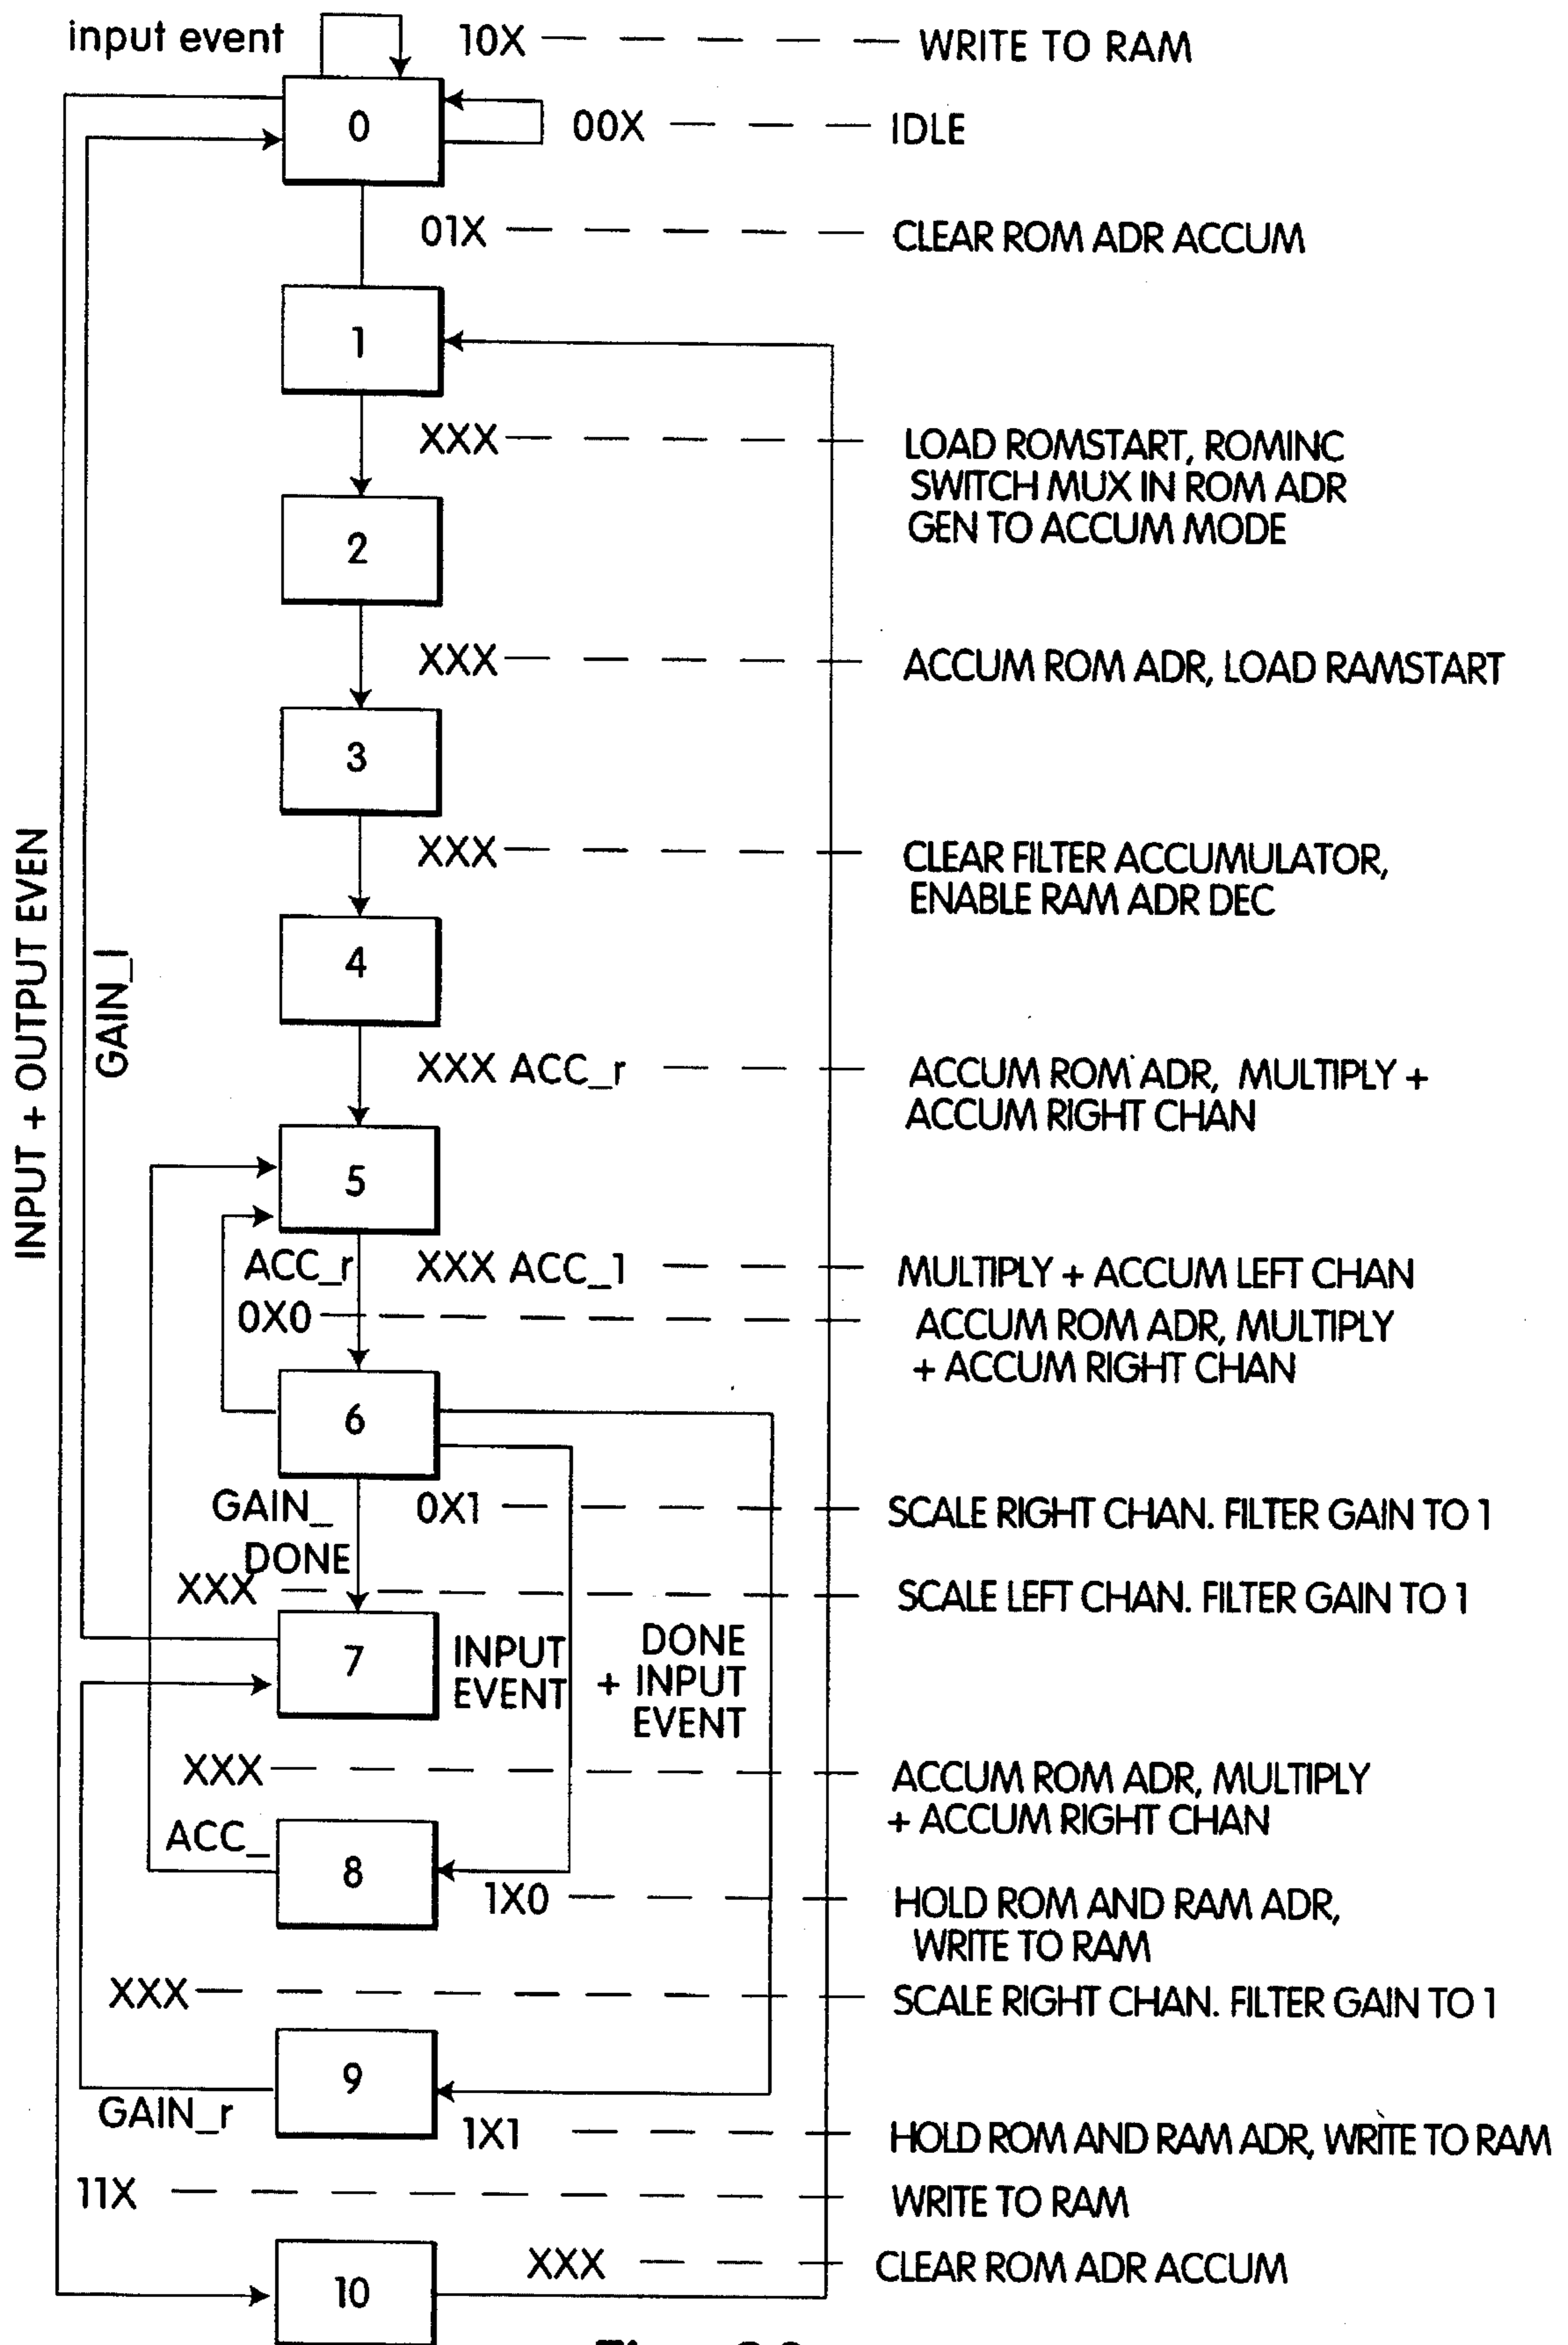 input event
10X
WRITE TO RAM
0
00X
IDLE
01X
CLEAR ROM ADR ACCUM
1
XXX
LOAD ROMSTART, ROMINC
SWITCH MUX IN ROM ADR
GEN TO ACCUM MODE
2
XXX
ACCUM ROM ADR, LOAD RAMSTART
3
XXX
CLEAR FILTER ACCUMULATOR,
ENABLE RAM ADR DEC
INPUT + OUTPUT EVEN
GAIN_l
4
XXX ACC_r
ACCUM ROM ADR, MULTIPLY +
ACCUM RIGHT CHAN
5
ACC_r
XXX ACC_1
MULTIPLY + ACCUM LEFT CHAN
0X0
ACCUM ROM ADR, MULTIPLY
+ ACCUM RIGHT CHAN
6
GAIN_
0X1
SCALE RIGHT CHAN. FILTER GAIN TO 1
DONE
XXX
SCALE LEFT CHAN. FILTER GAIN TO 1
7
INPUT
EVENT
DONE
+ INPUT
EVENT
XXX
ACCUM ROM ADR, MULTIPLY
+ ACCUM RIGHT CHAN
ACC_
8
1X0
HOLD ROM AND RAM ADR,
WRITE TO RAM
XXX
SCALE RIGHT CHAN. FILTER GAIN TO 1
9
GAIN_r
1X1
HOLD ROM AND RAM ADR, WRITE TO RAM
11X
WRITE TO RAM
XXX
CLEAR ROM ADR ACCUM
10